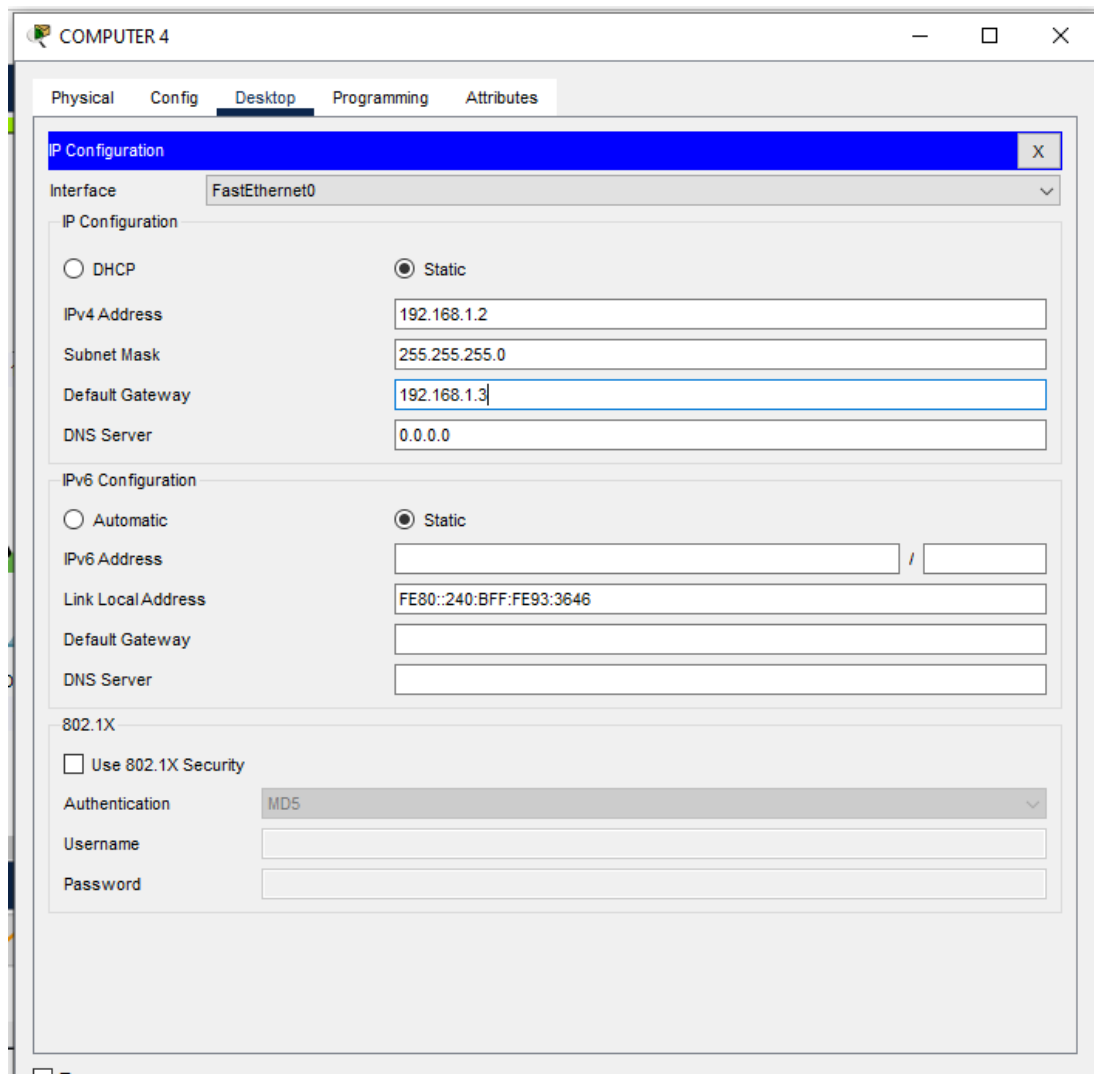 COMPUTER 4
Physical Config Desktop Programming Attributes
IP Configuration X
Interface FastEthernet0
IP Configuration
DHCP Static
IPv4 Address 192.168.1.2
Subnet Mask 255.255.255.0
Default Gateway 192.168.1.3
DNS Server 0.0.0.0
IPv6 Configuration
Automatic Static
IPv6 Address /
Link Local Address FE80::240:BFF:FE93:3646
Default Gateway
DNS Server
802.1X
Use 802.1X Security
Authentication MD5
Username
Password